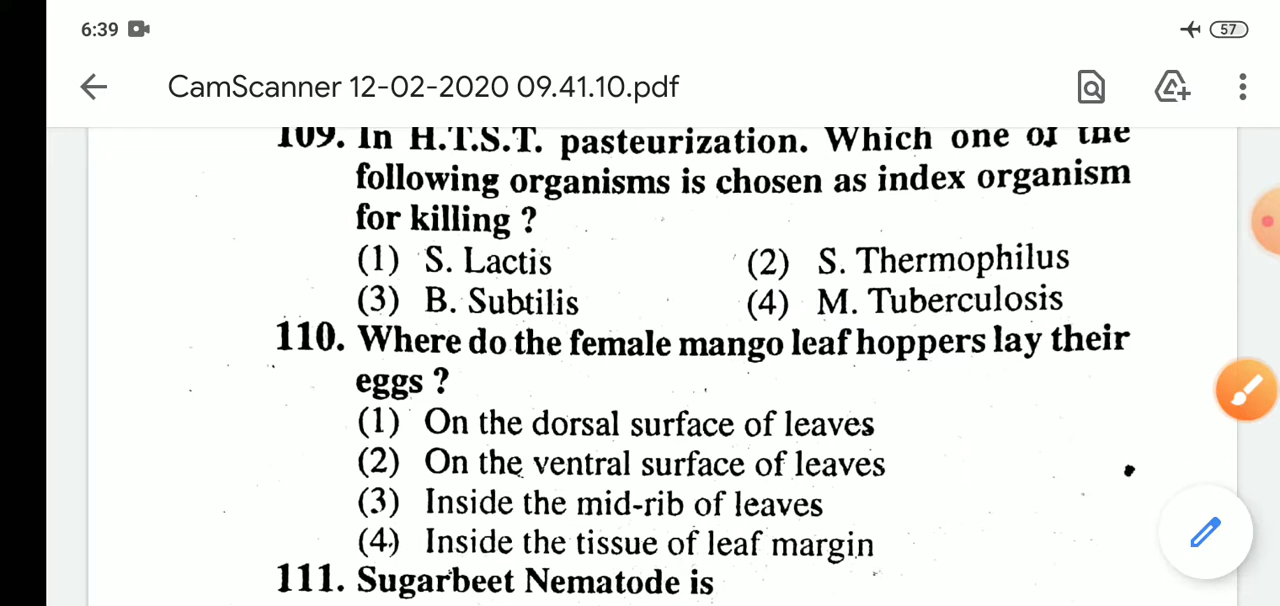 6:39
57
CamScanner 12-02-2020 09.41.10.pdf
109. In H.T.S.T. pasteurization. Which one of the
following organisms is chosen as index organism
for killing ?
(1) S. Lactis (2) S. Thermophilus
(3) B. Subtilis (4) M. Tuberculosis
110. Where do the female mango leaf hoppers lay their
eggs ?
(1) On the dorsal surface of leaves
(2) On the ventral surface of leaves
(3) Inside the mid-rib of leaves
(4) Inside the tissue of leaf margin
111. Sugarbeet Nematode is